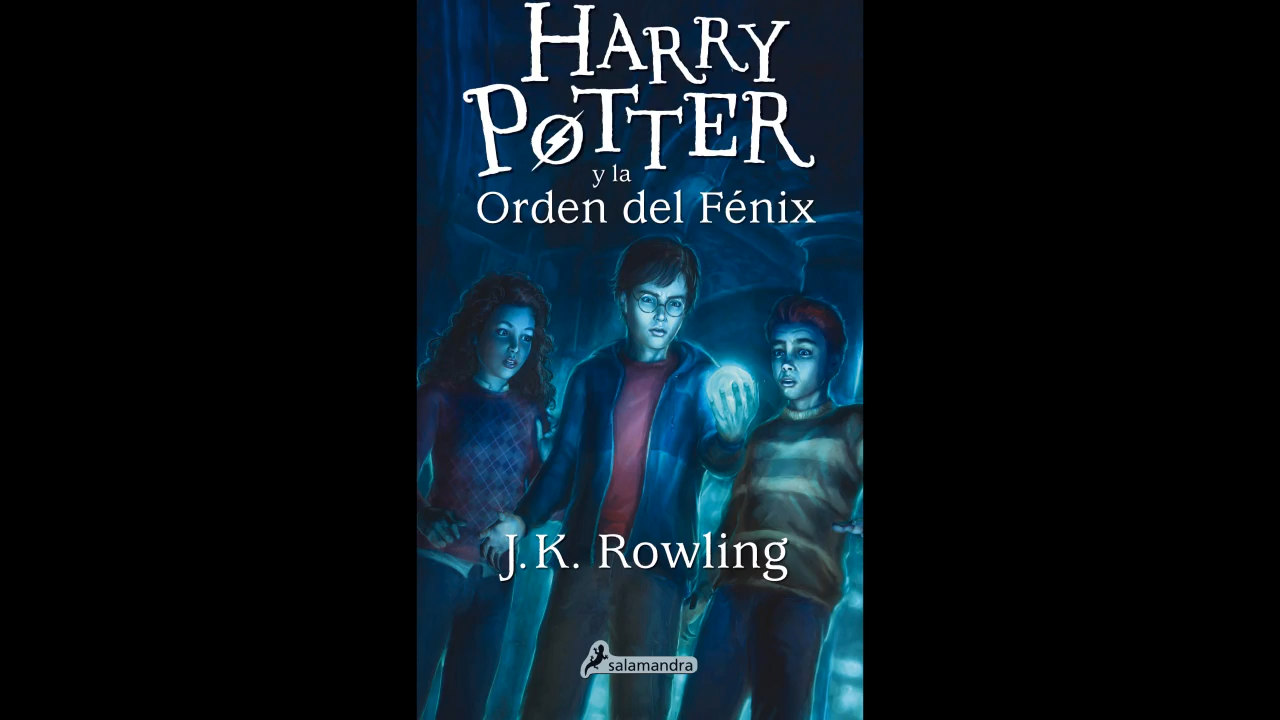 HARRY
POTTER
y la
Orden del Fénix
J. K. Rowling
salamandra